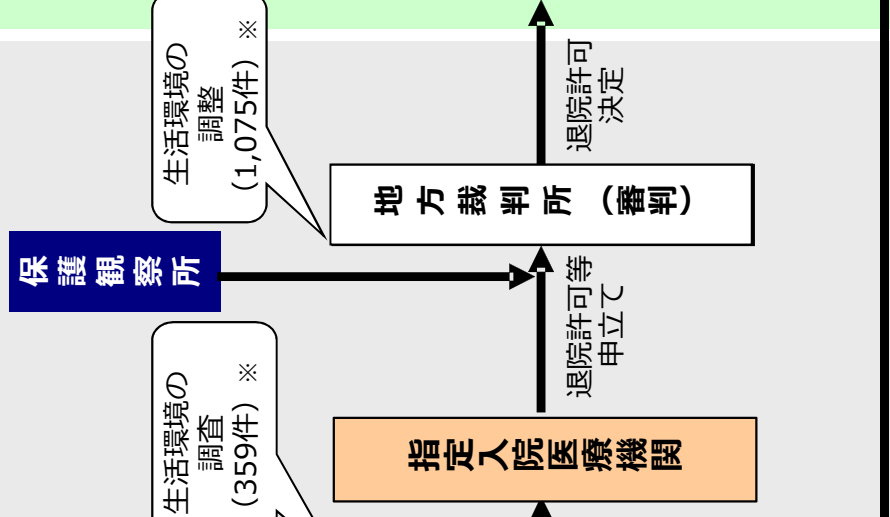 生活環境の
調整
(1,075件) ※
退院許可
決定
地方裁判所（審判）
保護観察所
退院許可等
申立て
生活環境の
調査
(359件) ※
指定入院医療機関